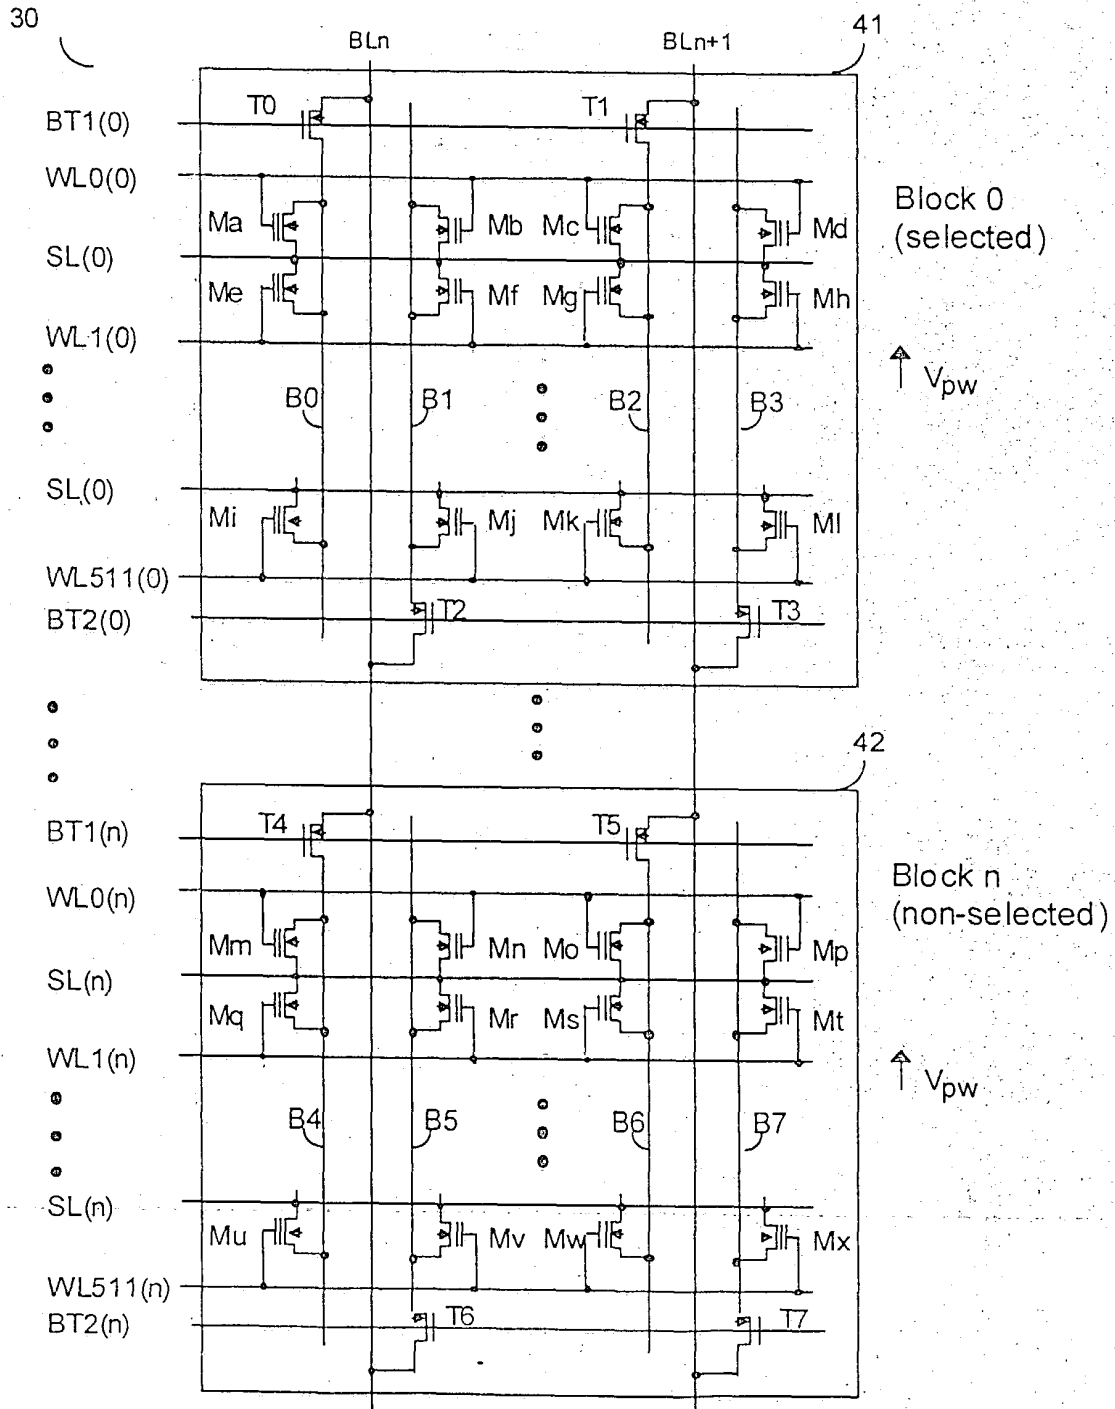 30
41
BLn BLn+1
BT1(0) T0 T1
WL0(0)
Block 0
(selected)
Ma Mb Mc Md
SL(0)
Me Mf Mg Mh
WL1(0)
Vpw
B0 B1 B2 B3
SL(0)
Mi Mj Mk Ml
WL511(0)
BT2(0) T2 T3
42
BT1(n) T4 T5
WL0(n)
Block n
(non-selected)
Mm Mn Mo Mp
SL(n)
Mq Mr Ms Mt
WL1(n)
Vpw
B4 B5 B6 B7
SL(n)
Mu Mv Mw Mx
WL511(n)
BT2(n) T6 T7